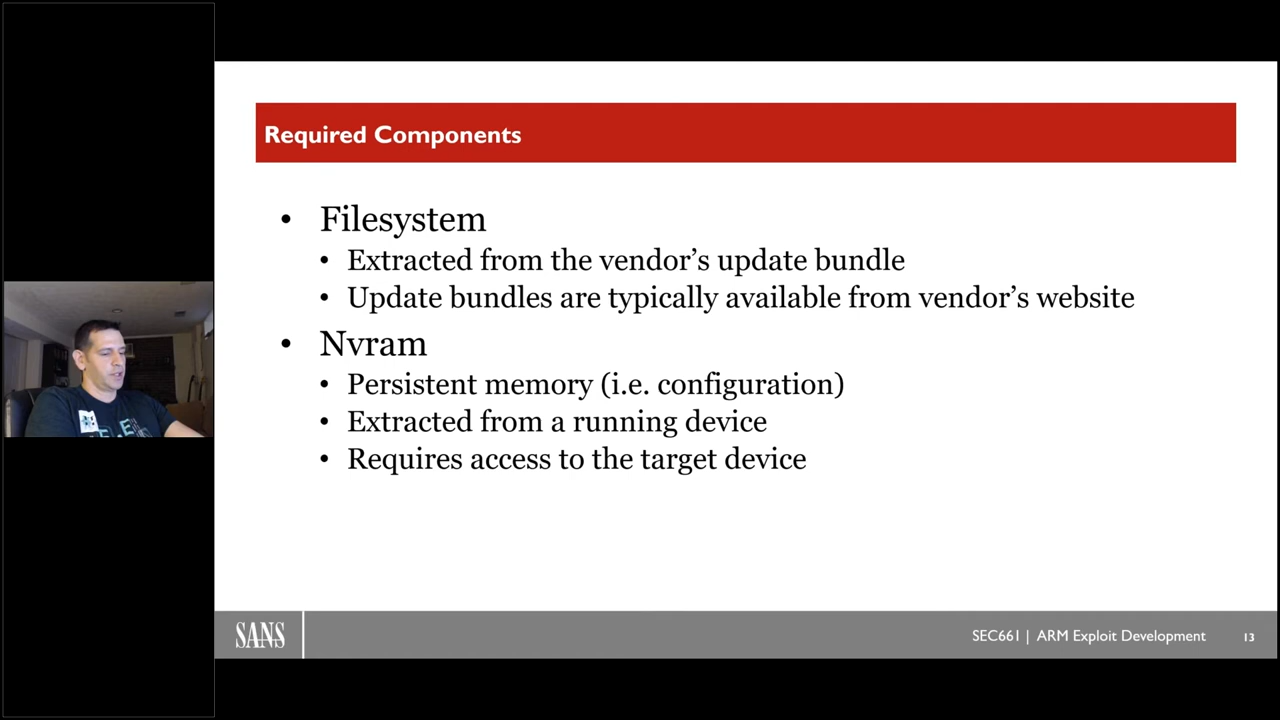 Required Components
• Filesystem
• Extracted from the vendor’s update bundle
• Update bundles are typically available from vendor’s website
• Nvram
• Persistent memory (i.e. configuration)
• Extracted from a running device
• Requires access to the target device
SANS
SEC661 | ARM Exploit Development 13